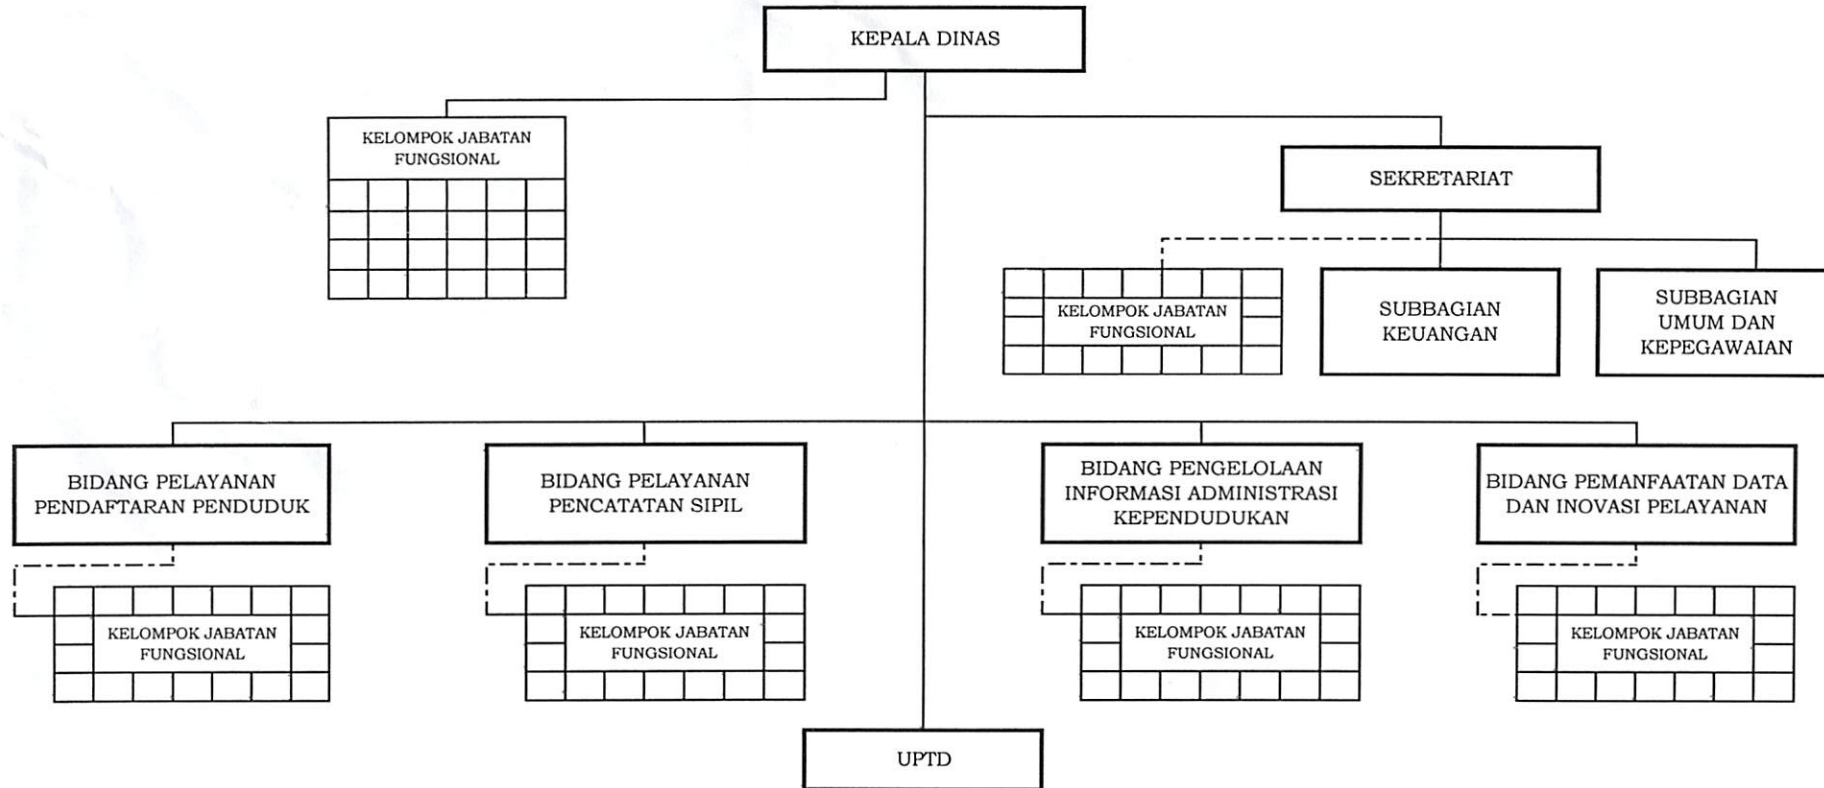 KEPALA DINAS
KELOMPOK JABATAN
FUNGSIONAL
SEKRETARIAT
KELOMPOK JABATAN
FUNGSIONAL
SUBBAGIAN
KEUANGAN
SUBBAGIAN
UMUM DAN
KEPEGAWAIAN
BIDANG PELAYANAN
PENDAFTARAN PENDUDUK
BIDANG PELAYANAN
PENCATATAN SIPIL
BIDANG PENGELOLAAN
INFORMASI ADMINISTRASI
KEPENDUDUKAN
BIDANG PEMANFAATAN DATA
DAN INOVASI PELAYANAN
KELOMPOK JABATAN
FUNGSIONAL
KELOMPOK JABATAN
FUNGSIONAL
KELOMPOK JABATAN
FUNGSIONAL
KELOMPOK JABATAN
FUNGSIONAL
UPTD